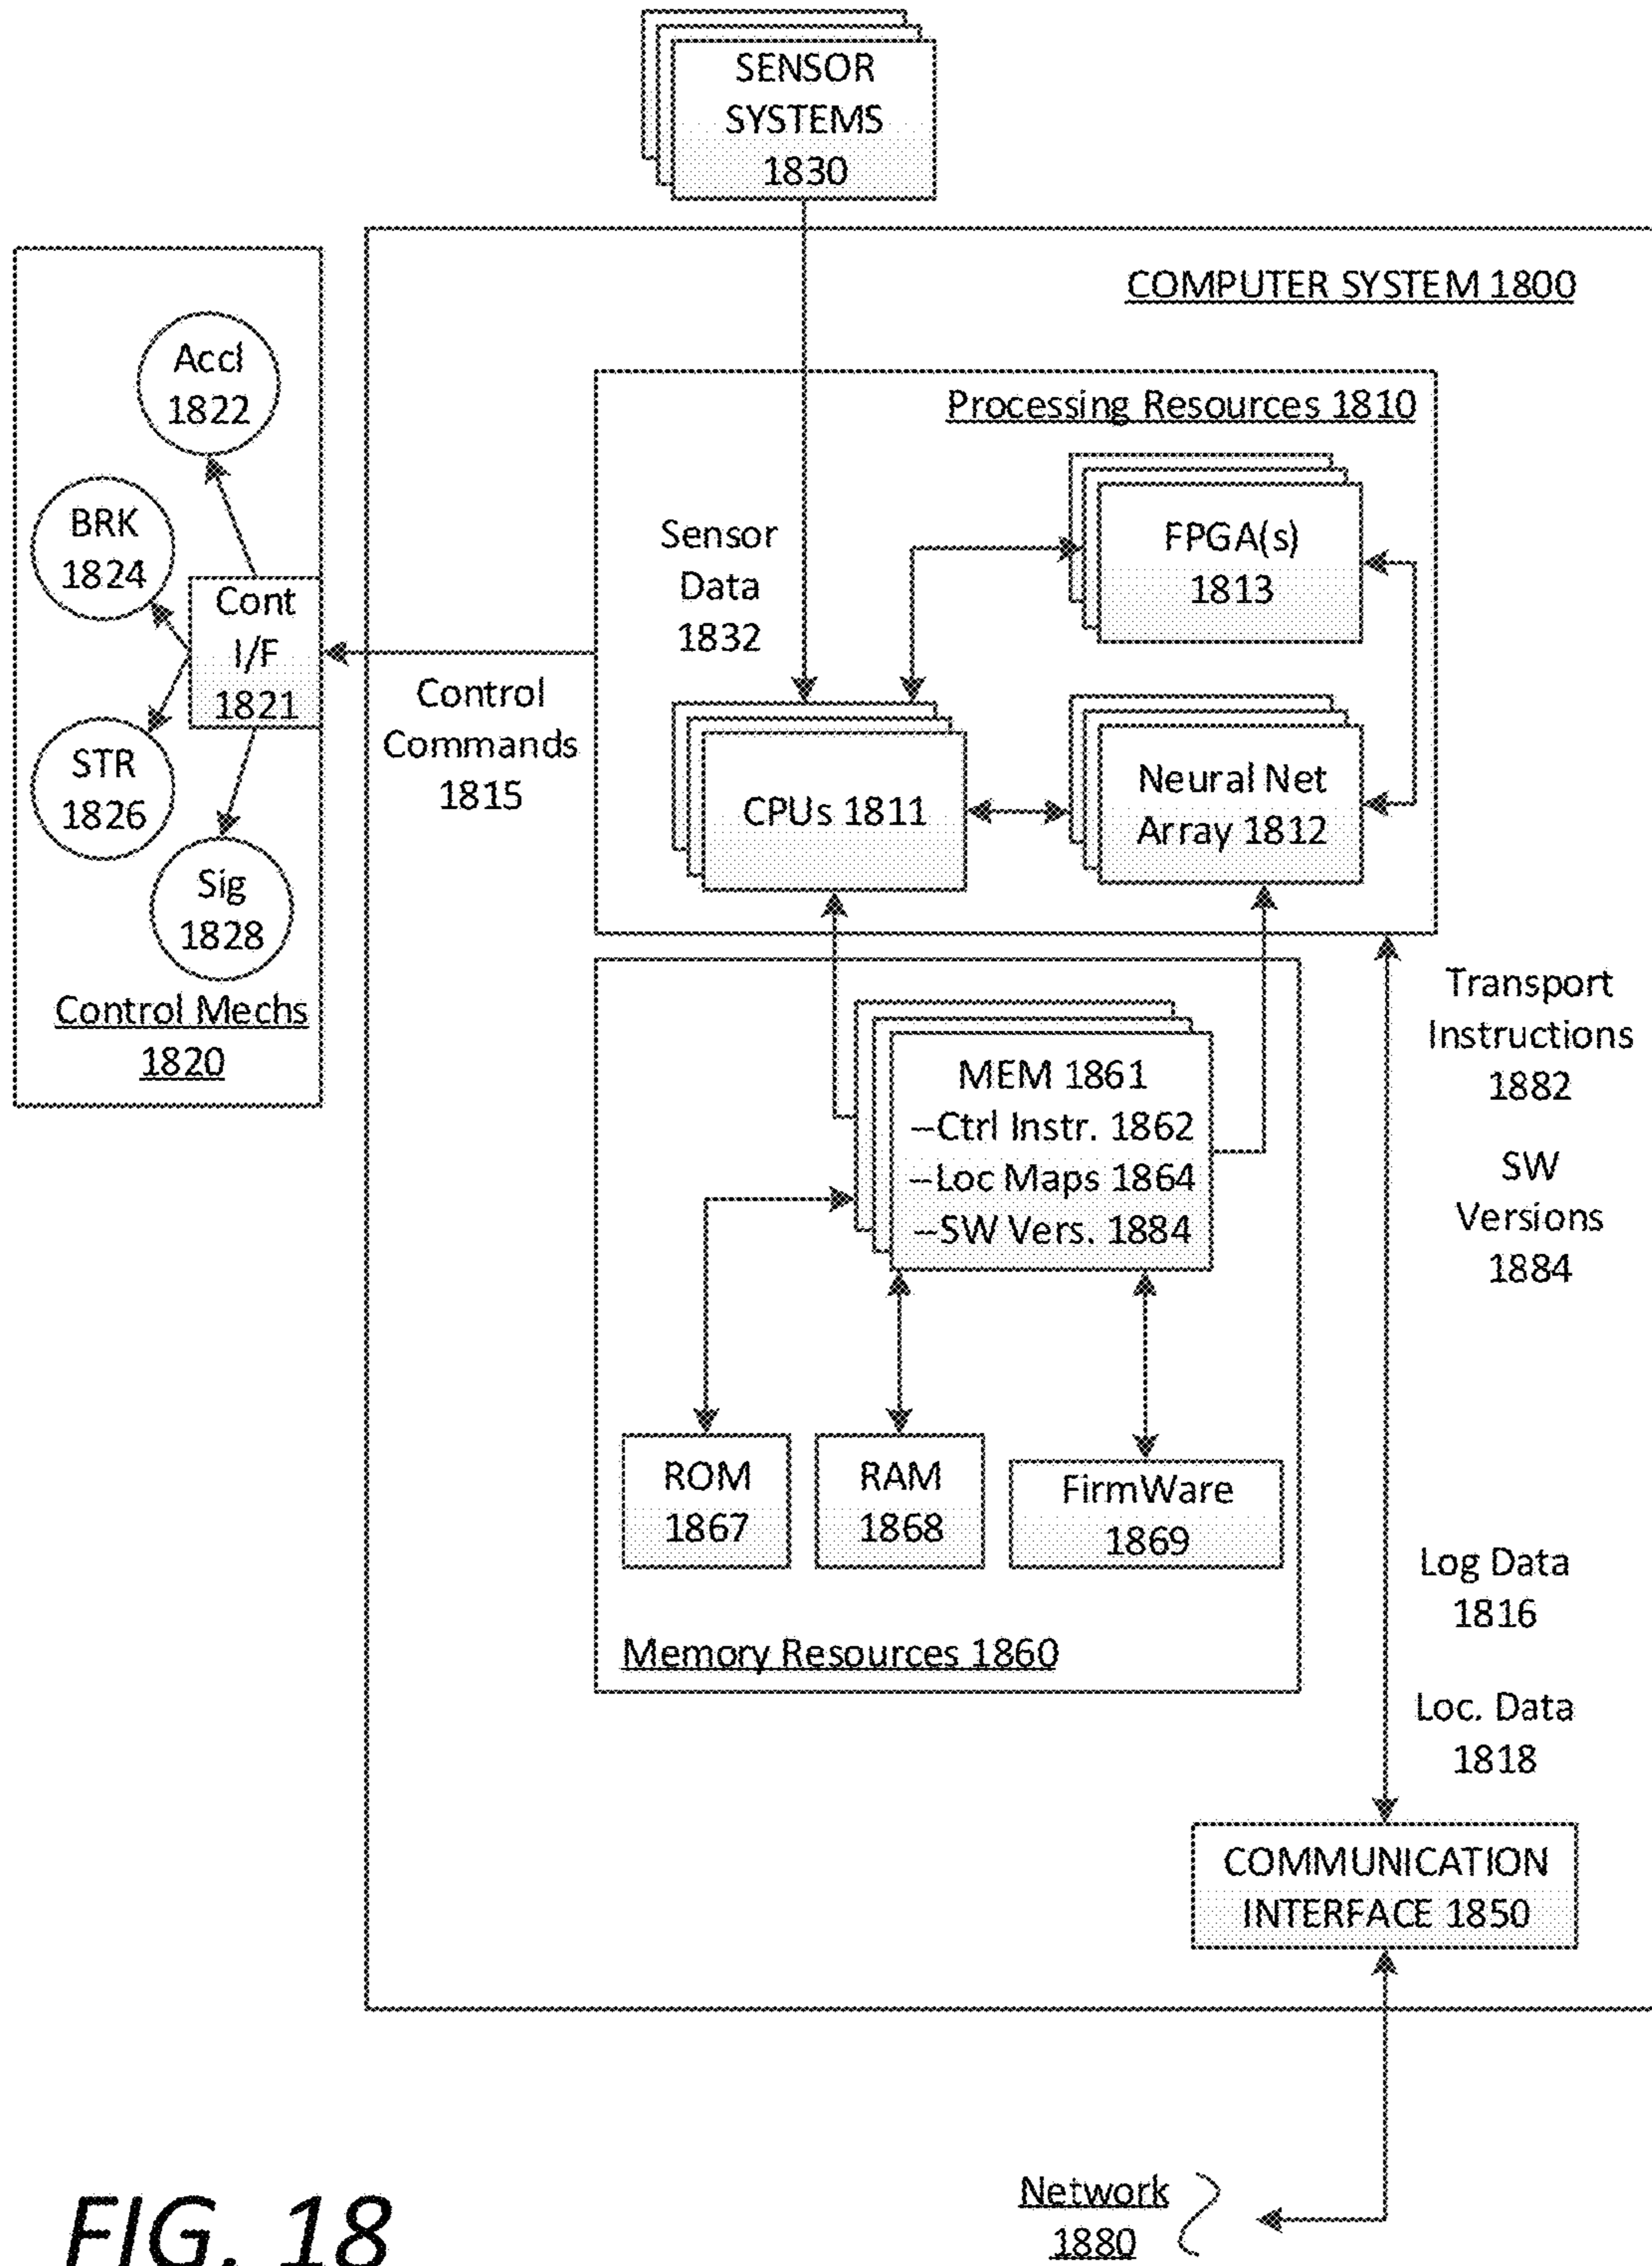 SENSOR
SYSTEMS
1830
COMPUTER SYSTEM 1800
Accl
1822
BRK
1824
Cont
I/F
1821
STR
1826
Sig
1828
Control Mechs
1820
Control
Commands
1815
Processing Resources 1810
Sensor
Data
1832
FPGA(s)
1813
CPUs 1811
Neural Net
Array 1812
Transport
Instructions
1882
SW
Versions
1884
MEM 1861
–Ctrl Instr. 1862
–Loc Maps 1864
–SW Vers. 1884
ROM
1867
RAM
1868
FirmWare
1869
Memory Resources 1860
Log Data
1816
Loc. Data
1818
COMMUNICATION
INTERFACE 1850
Network
1880
FIG. 18